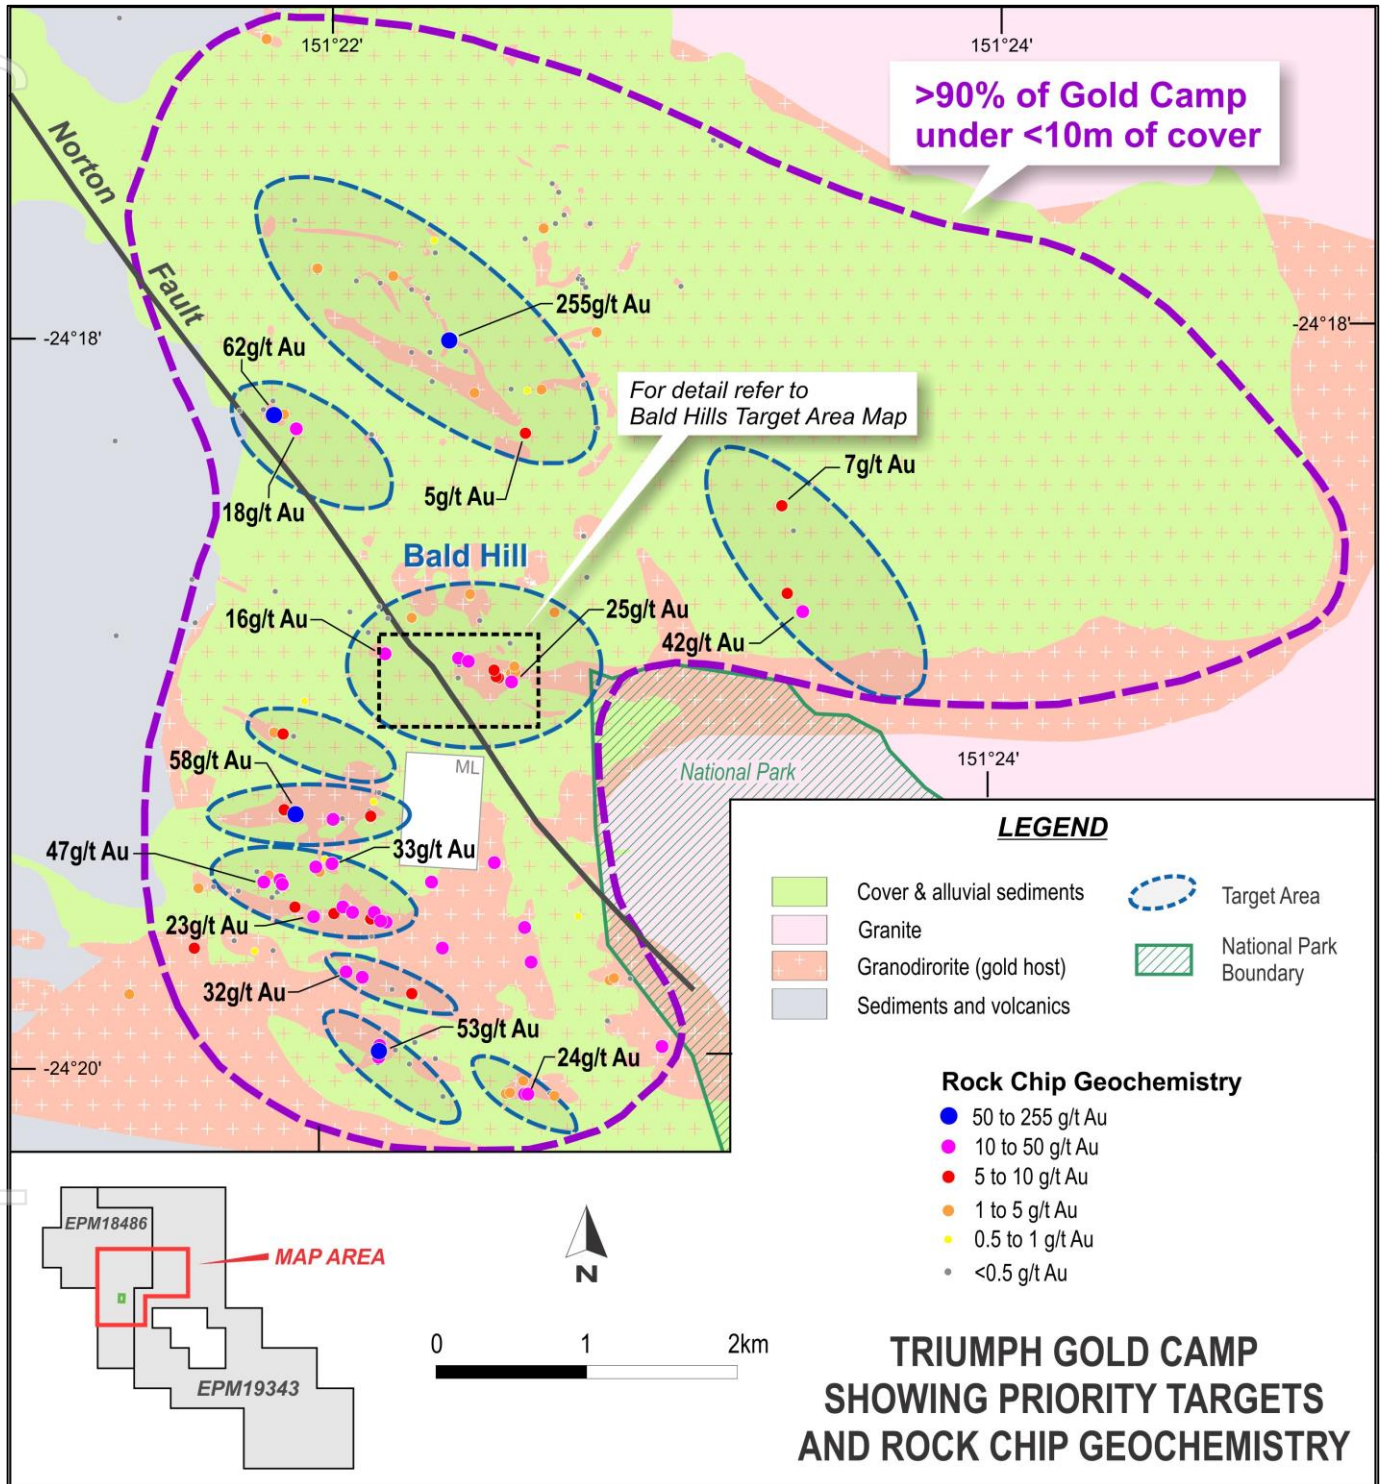 151°22'
151°24'
>90% of Gold Camp
under <10m of cover
Norton
Fault
255g/t Au
-24°18'
-24°18'
62g/t Au
For detail refer to
Bald Hills Target Area Map
7g/t Au
5g/t Au
18g/t Au
Bald Hill
25g/t Au
16g/t Au
42g/t Au
58g/t Au
ML
National Park
151°24'
LEGEND
47g/t Au
33g/t Au
Cover & alluvial sediments
Target Area
23g/t Au
Granite
Granodirorite (gold host)
National Park
Boundary
32g/t Au
Sediments and volcanics
53g/t Au
24g/t Au
-24°20'
Rock Chip Geochemistry
50 to 255 g/t Au
10 to 50 g/t Au
5 to 10 g/t Au
1 to 5 g/t Au
0.5 to 1 g/t Au
<0.5 g/t Au
EPM18486
MAP AREA
N
EPM19343
0 1 2km
TRIUMPH GOLD CAMP
SHOWING PRIORITY TARGETS
AND ROCK CHIP GEOCHEMISTRY